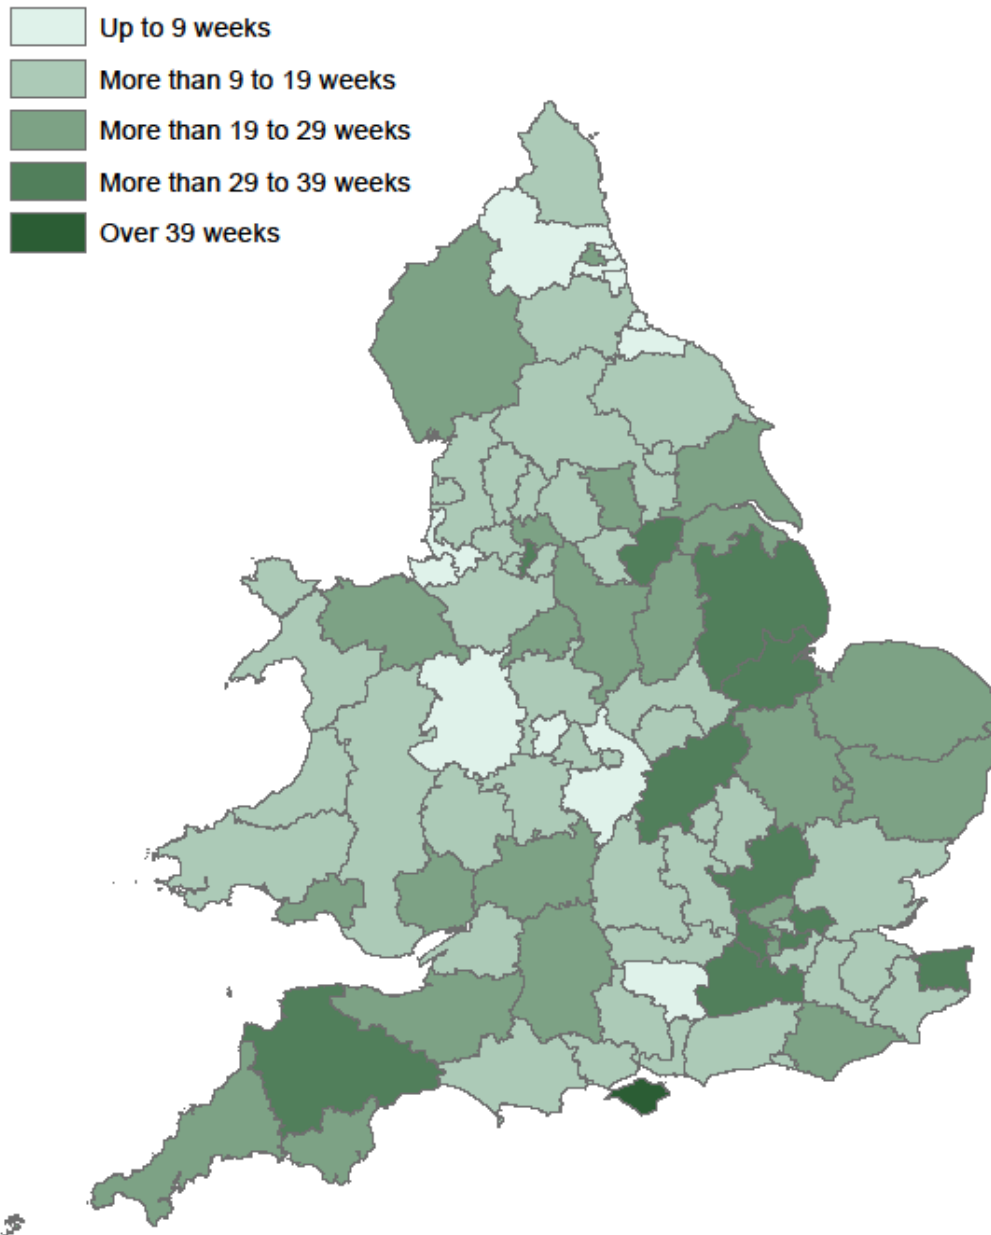 Up to 9 weeks
More than 9 to 19 weeks
More than 19 to 29 weeks
More than 29 to 39 weeks
Over 39 weeks